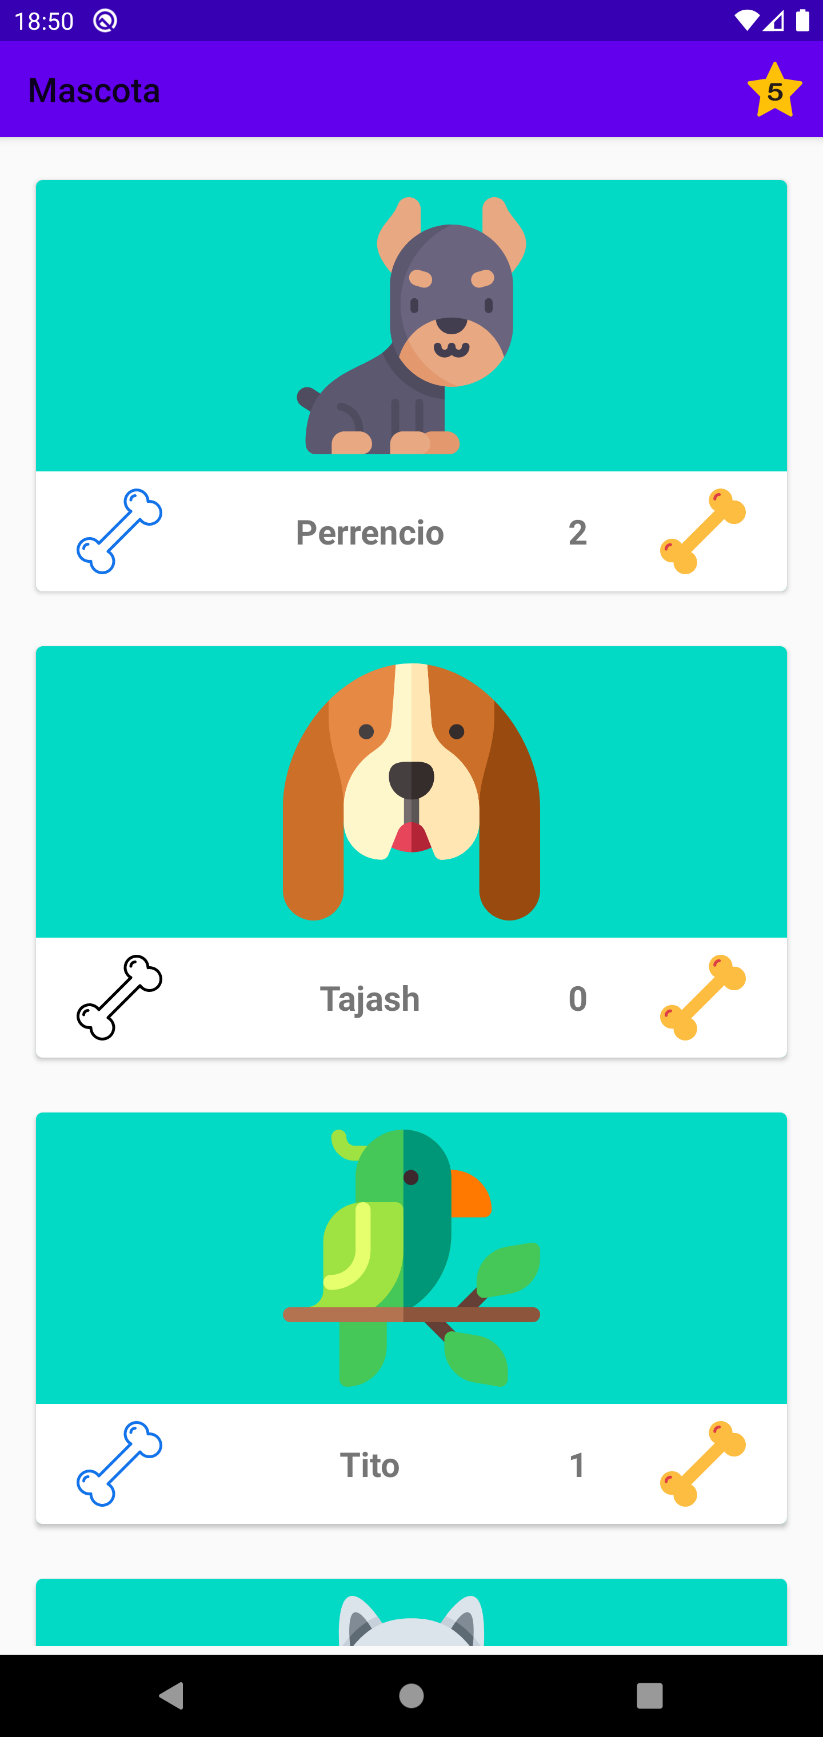 18:50
Mascota
5
Perrencio 2
Tajash 0
Tito 1